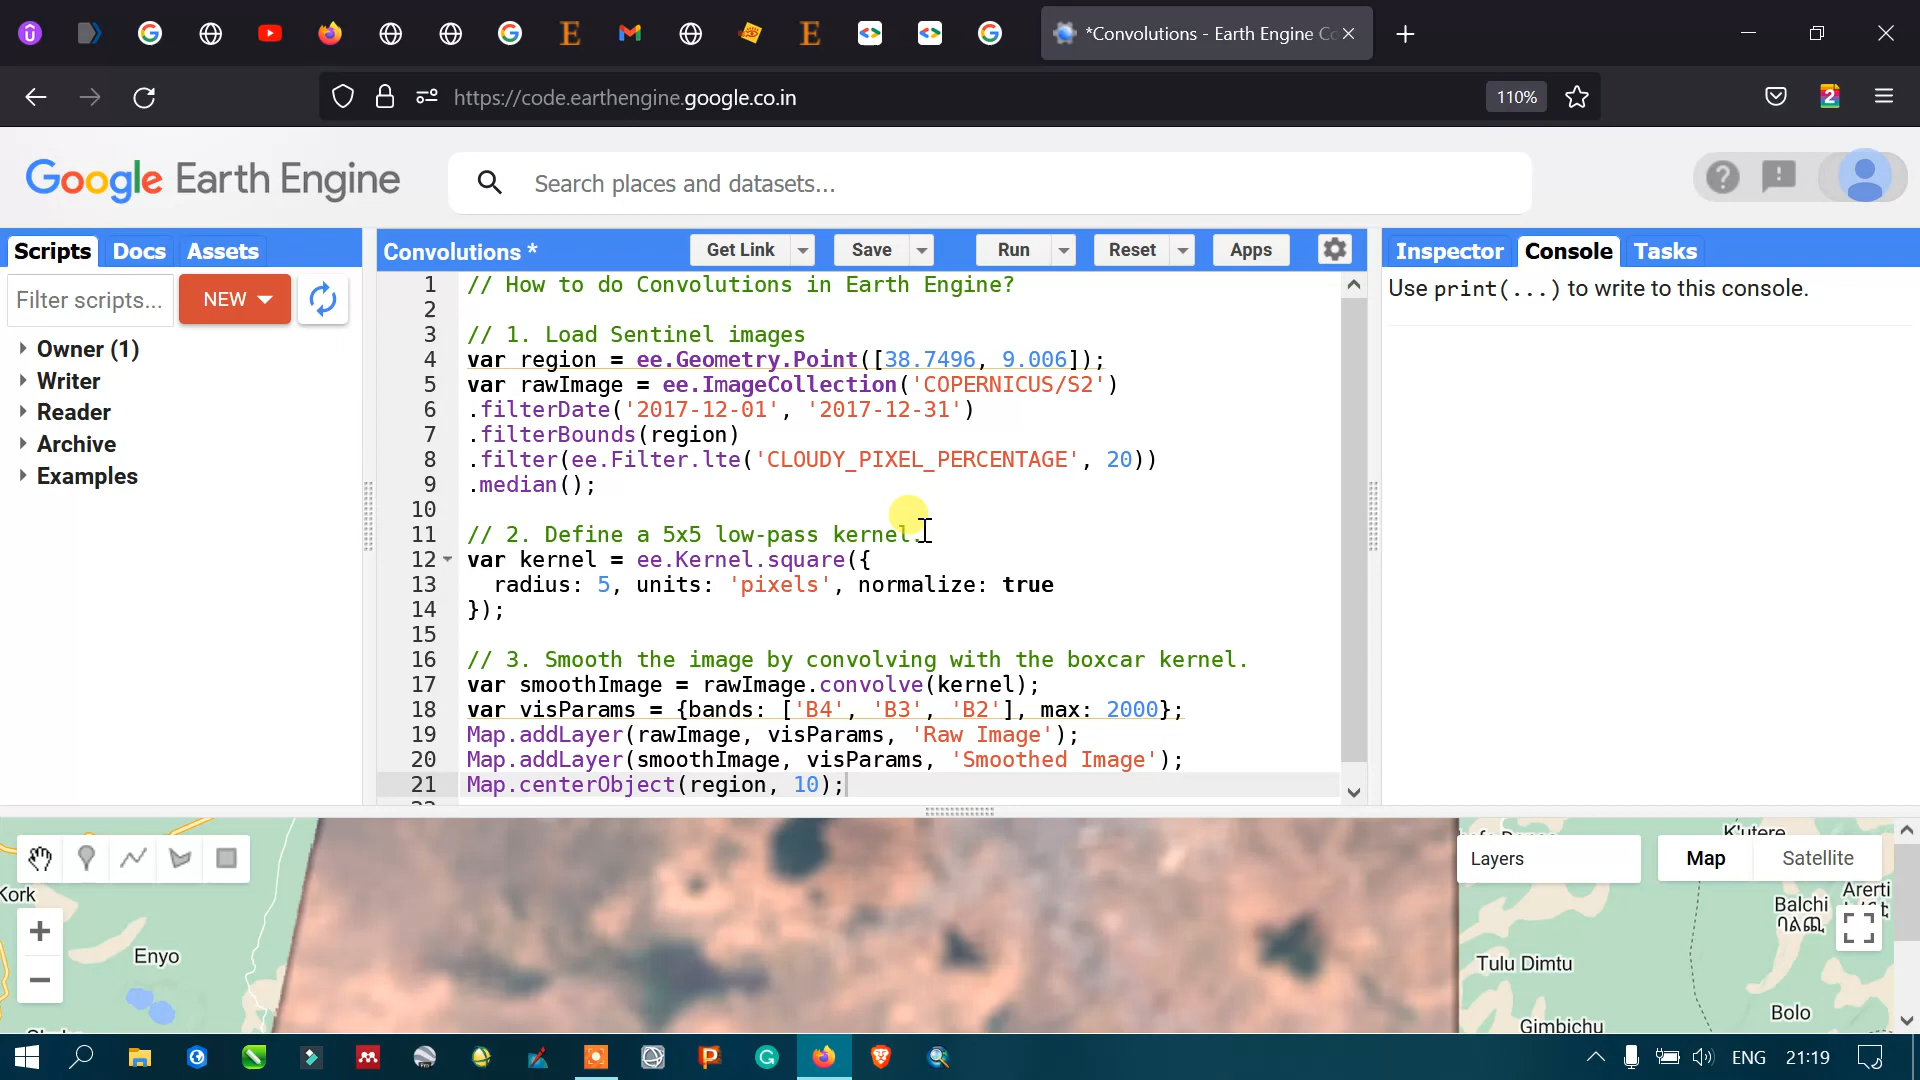 *Convolutions - Earth Engine Co
https://code.earthengine.google.co.in
110%
2
Google Earth Engine
Search places and datasets...
Scripts Docs Assets
Convolutions *
Get Link Save Run Reset Apps
Inspector Console Tasks
Filter scripts... NEW
Use print(...) to write to this console.
Owner (1)
Writer
Reader
Archive
Examples
1 // How to do Convolutions in Earth Engine?
2
3 // 1. Load Sentinel images
4 var region = ee.Geometry.Point([38.7496, 9.006]);
5 var rawImage = ee.ImageCollection('COPERNICUS/S2')
6 .filterDate('2017-12-01', '2017-12-31')
7 .filterBounds(region)
8 .filter(ee.Filter.lte('CLOUDY_PIXEL_PERCENTAGE', 20))
9 .median();
10
11 // 2. Define a 5x5 low-pass kernel.
12 var kernel = ee.Kernel.square({
13 radius: 5, units: 'pixels', normalize: true
14 });
15
16 // 3. Smooth the image by convolving with the boxcar kernel.
17 var smoothImage = rawImage.convolve(kernel);
18 var visParams = {bands: ['B4', 'B3', 'B2'], max: 2000};
19 Map.addLayer(rawImage, visParams, 'Raw Image');
20 Map.addLayer(smoothImage, visParams, 'Smoothed Image');
21 Map.centerObject(region, 10);
K'utere
Layers
Map Satellite
Kork
Arerti
Balchi
ባልጪ
Enyo
Tulu Dimtu
Bolo
Gimbichu
ENG 21:19